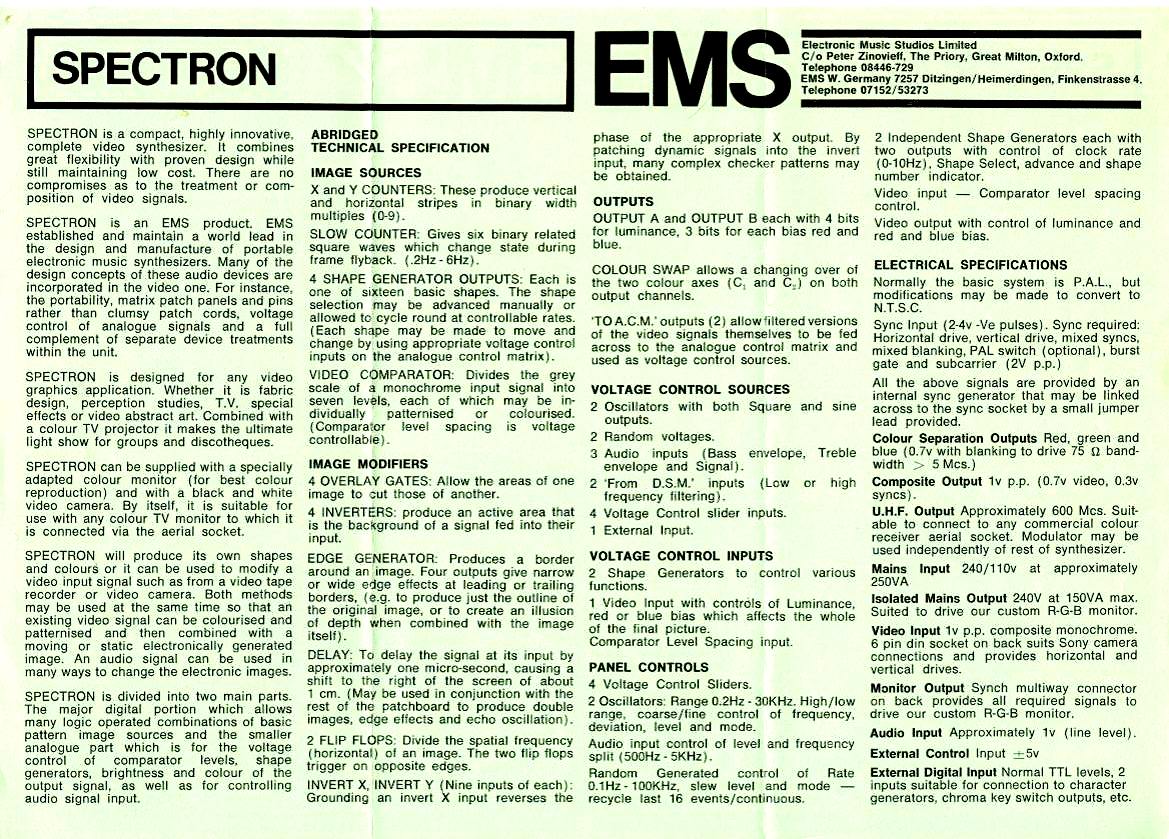 SPECTRON
EMS
Electronic Music Studios Limited
C/o Peter Zinovieff, The Priory, Great Milton, Oxford.
Telephone 08446-729
EMS W. Germany 7257 Ditzingen/Heimerdingen, Finkenstrasse 4.
Telephone 07152/53273
SPECTRON is a compact, highly innovative,
complete video synthesizer. It combines
great flexibility with proven design while
still maintaining low cost. There are no
compromises as to the treatment or com-
position of video signals.
SPECTRON is an EMS product. EMS
established and maintain a world lead in
the design and manufacture of portable
electronic music synthesizers. Many of the
design concepts of these audio devices are
incorporated in the video one. For instance,
the portability, matrix patch panels and pins
rather than clumsy patch cords, voltage
control of analogue signals and a full
complement of separate device treatments
within the unit.
SPECTRON is designed for any video
graphics application. Whether it is fabric
design, perception studies, T.V. special
effects or video abstract art. Combined with
a colour TV projector it makes the ultimate
light show for groups and discotheques.
SPECTRON can be supplied with a specially
adapted colour monitor (for best colour
reproduction) and with a black and white
video camera. By itself, it is suitable for
use with any colour TV monitor to which it
is connected via the aerial socket.
SPECTRON will produce its own shapes
and colours or it can be used to modify a
video input signal such as from a video tape
recorder or video camera. Both methods
may be used at the same time so that an
existing video signal can be colourised and
patternised and then combined with a
moving or static electronically generated
image. An audio signal can be used in
many ways to change the electronic images.
SPECTRON is divided into two main parts.
The major digital portion which allows
many logic operated combinations of basic
pattern image sources and the smaller
analogue part which is for the voltage
control of comparator levels, shape
generators, brightness and colour of the
output signal, as well as for controlling
audio signal input.
ABRIDGED
TECHNICAL SPECIFICATION
IMAGE SOURCES
X and Y COUNTERS: These produce vertical
and horizontal stripes in binary width
multiples (0-9).
SLOW COUNTER: Gives six binary related
square waves which change state during
frame flyback. (.2Hz - 6Hz).
4 SHAPE GENERATOR OUTPUTS: Each is
one of sixteen basic shapes. The shape
selection may be advanced manually or
allowed to cycle round at controllable rates.
(Each shape may be made to move and
change by using appropriate voltage control
inputs on the analogue control matrix).
VIDEO COMPARATOR: Divides the grey
scale of a monochrome input signal into
seven levels, each of which may be in-
dividually patternised or colourised.
(Comparator level spacing is voltage
controllable).
IMAGE MODIFIERS
4 OVERLAY GATES: Allow the areas of one
image to cut those of another.
4 INVERTERS: produce an active area that
is the background of a signal fed into their
input.
EDGE GENERATOR: Produces a border
around an image. Four outputs give narrow
or wide edge effects at leading or trailing
borders, (e.g. to produce just the outline of
the original image, or to create an illusion
of depth when combined with the image
itself).
DELAY: To delay the signal at its input by
approximately one micro-second, causing a
shift to the right of the screen of about
1 cm. (May be used in conjunction with the
rest of the patchboard to produce double
images, edge effects and echo oscillation).
2 FLIP FLOPS: Divide the spatial frequency
(horizontal) of an image. The two flip flops
trigger on opposite edges.
INVERT X, INVERT Y (Nine inputs of each):
Grounding an invert X input reverses the
phase of the appropriate X output. By
patching dynamic signals into the invert
input, many complex checker patterns may
be obtained.
OUTPUTS
OUTPUT A and OUTPUT B each with 4 bits
for luminance, 3 bits for each bias red and
blue.
COLOUR SWAP allows a changing over of
the two colour axes (C₁ and C₂) on both
output channels.
'TO A.C.M.' outputs (2) allow filtered versions
of the video signals themselves to be fed
across to the analogue control matrix and
used as voltage control sources.
VOLTAGE CONTROL SOURCES
2 Oscillators with both Square and sine
outputs.
2 Random voltages.
3 Audio inputs (Bass envelope, Treble
envelope and Signal).
2 'From D.S.M.' inputs (Low or high
frequency filtering).
4 Voltage Control slider inputs.
1 External Input.
VOLTAGE CONTROL INPUTS
2 Shape Generators to control various
functions.
1 Video Input with controls of Luminance,
red or blue bias which affects the whole
of the final picture.
Comparator Level Spacing input.
PANEL CONTROLS
4 Voltage Control Sliders.
2 Oscillators: Range 0.2Hz - 30KHz. High/low
range, coarse/fine control of frequency,
deviation, level and mode.
Audio input control of level and frequency
split (500Hz - 5KHz).
Random Generated control of Rate
0.1Hz - 100KHz, slew level and mode —
recycle last 16 events/continuous.
2 Independent Shape Generators each with
two outputs with control of clock rate
(0-10Hz), Shape Select, advance and shape
number indicator.
Video input — Comparator level spacing
control.
Video output with control of luminance and
red and blue bias.
ELECTRICAL SPECIFICATIONS
Normally the basic system is P.A.L., but
modifications may be made to convert to
N.T.S.C.
Sync Input (2-4v -Ve pulses). Sync required:
Horizontal drive, vertical drive, mixed syncs,
mixed blanking, PAL switch (optional), burst
gate and subcarrier (2V p.p.)
All the above signals are provided by an
internal sync generator that may be linked
across to the sync socket by a small jumper
lead provided.
Colour Separation Outputs Red, green and
blue (0.7v with blanking to drive 75 Ω band-
width > 5 Mcs.)
Composite Output 1v p.p. (0.7v video, 0.3v
syncs).
U.H.F. Output Approximately 600 Mcs. Suit-
able to connect to any commercial colour
receiver aerial socket. Modulator may be
used independently of rest of synthesizer.
Mains Input 240/110v at approximately
250VA
Isolated Mains Output 240V at 150VA max.
Suited to drive our custom R-G-B monitor.
Video Input 1v p.p. composite monochrome.
6 pin din socket on back suits Sony camera
connections and provides horizontal and
vertical drives.
Monitor Output Synch multiway connector
on back provides all required signals to
drive our custom R-G-B monitor.
Audio Input Approximately 1v (line level).
External Control Input ±5v
External Digital Input Normal TTL levels, 2
inputs suitable for connection to character
generators, chroma key switch outputs, etc.